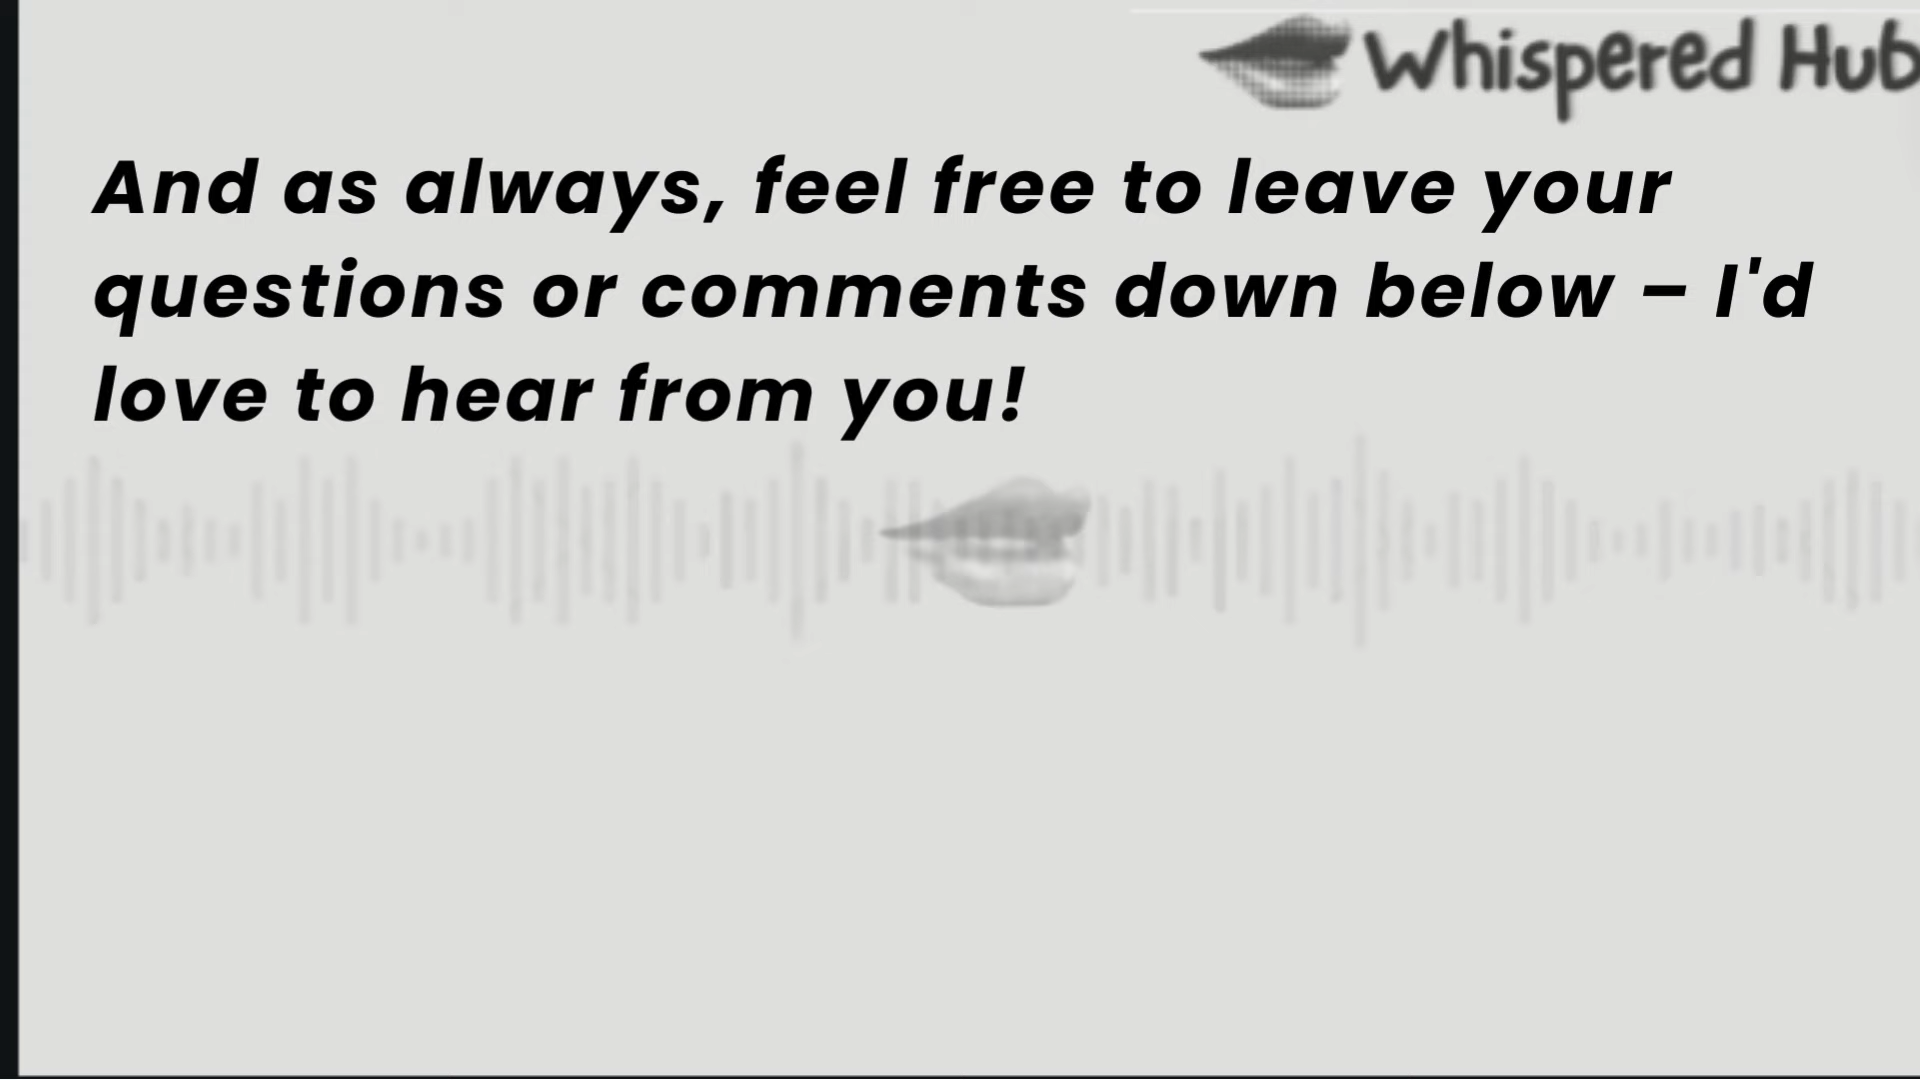 Whispered Hub
And as always, feel free to leave your
questions or comments down below – I'd
love to hear from you!